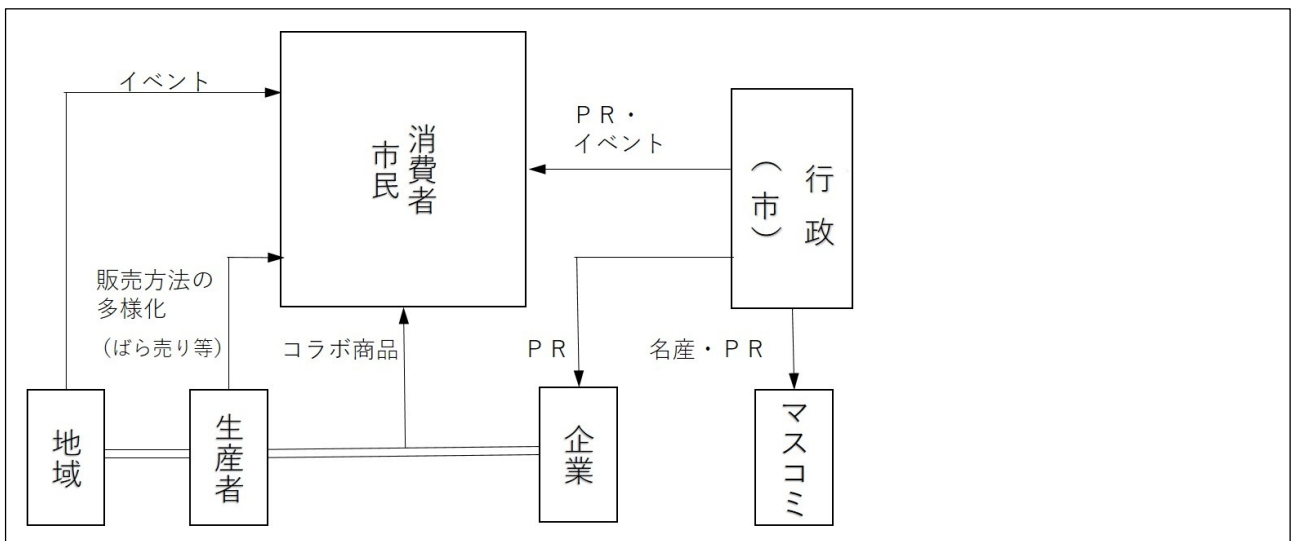 イベント
消費者
市民
ＰＲ・
イベント
行政
（市）
販売方法の
多様化
（ばら売り等）
コラボ商品
ＰＲ
名産・ＰＲ
地域
生産者
企業
マスコミ